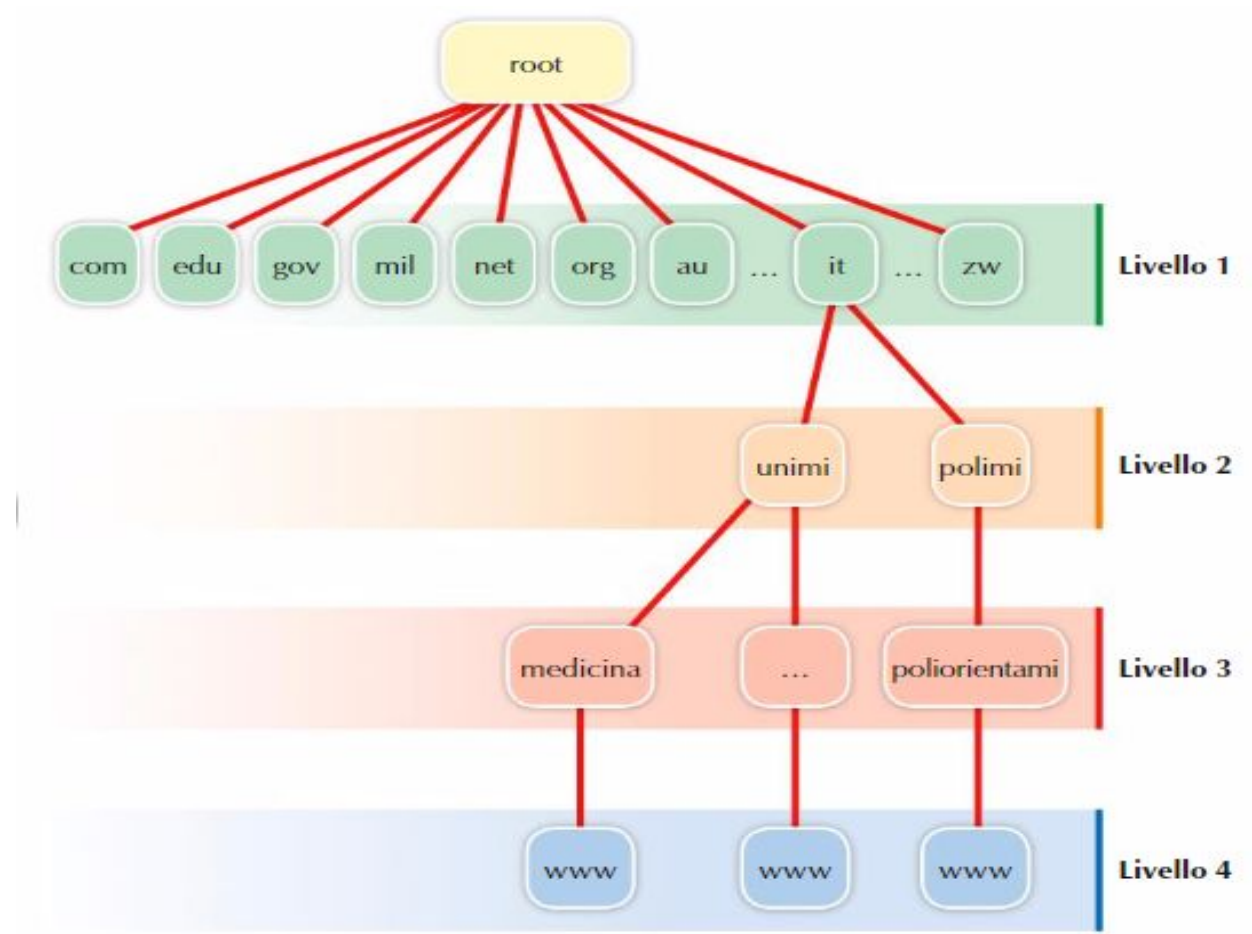 root
com edu gov mil net org au ... it ... zw Livello 1
unimi polimi Livello 2
medicina ... poliorientami Livello 3
www www www Livello 4